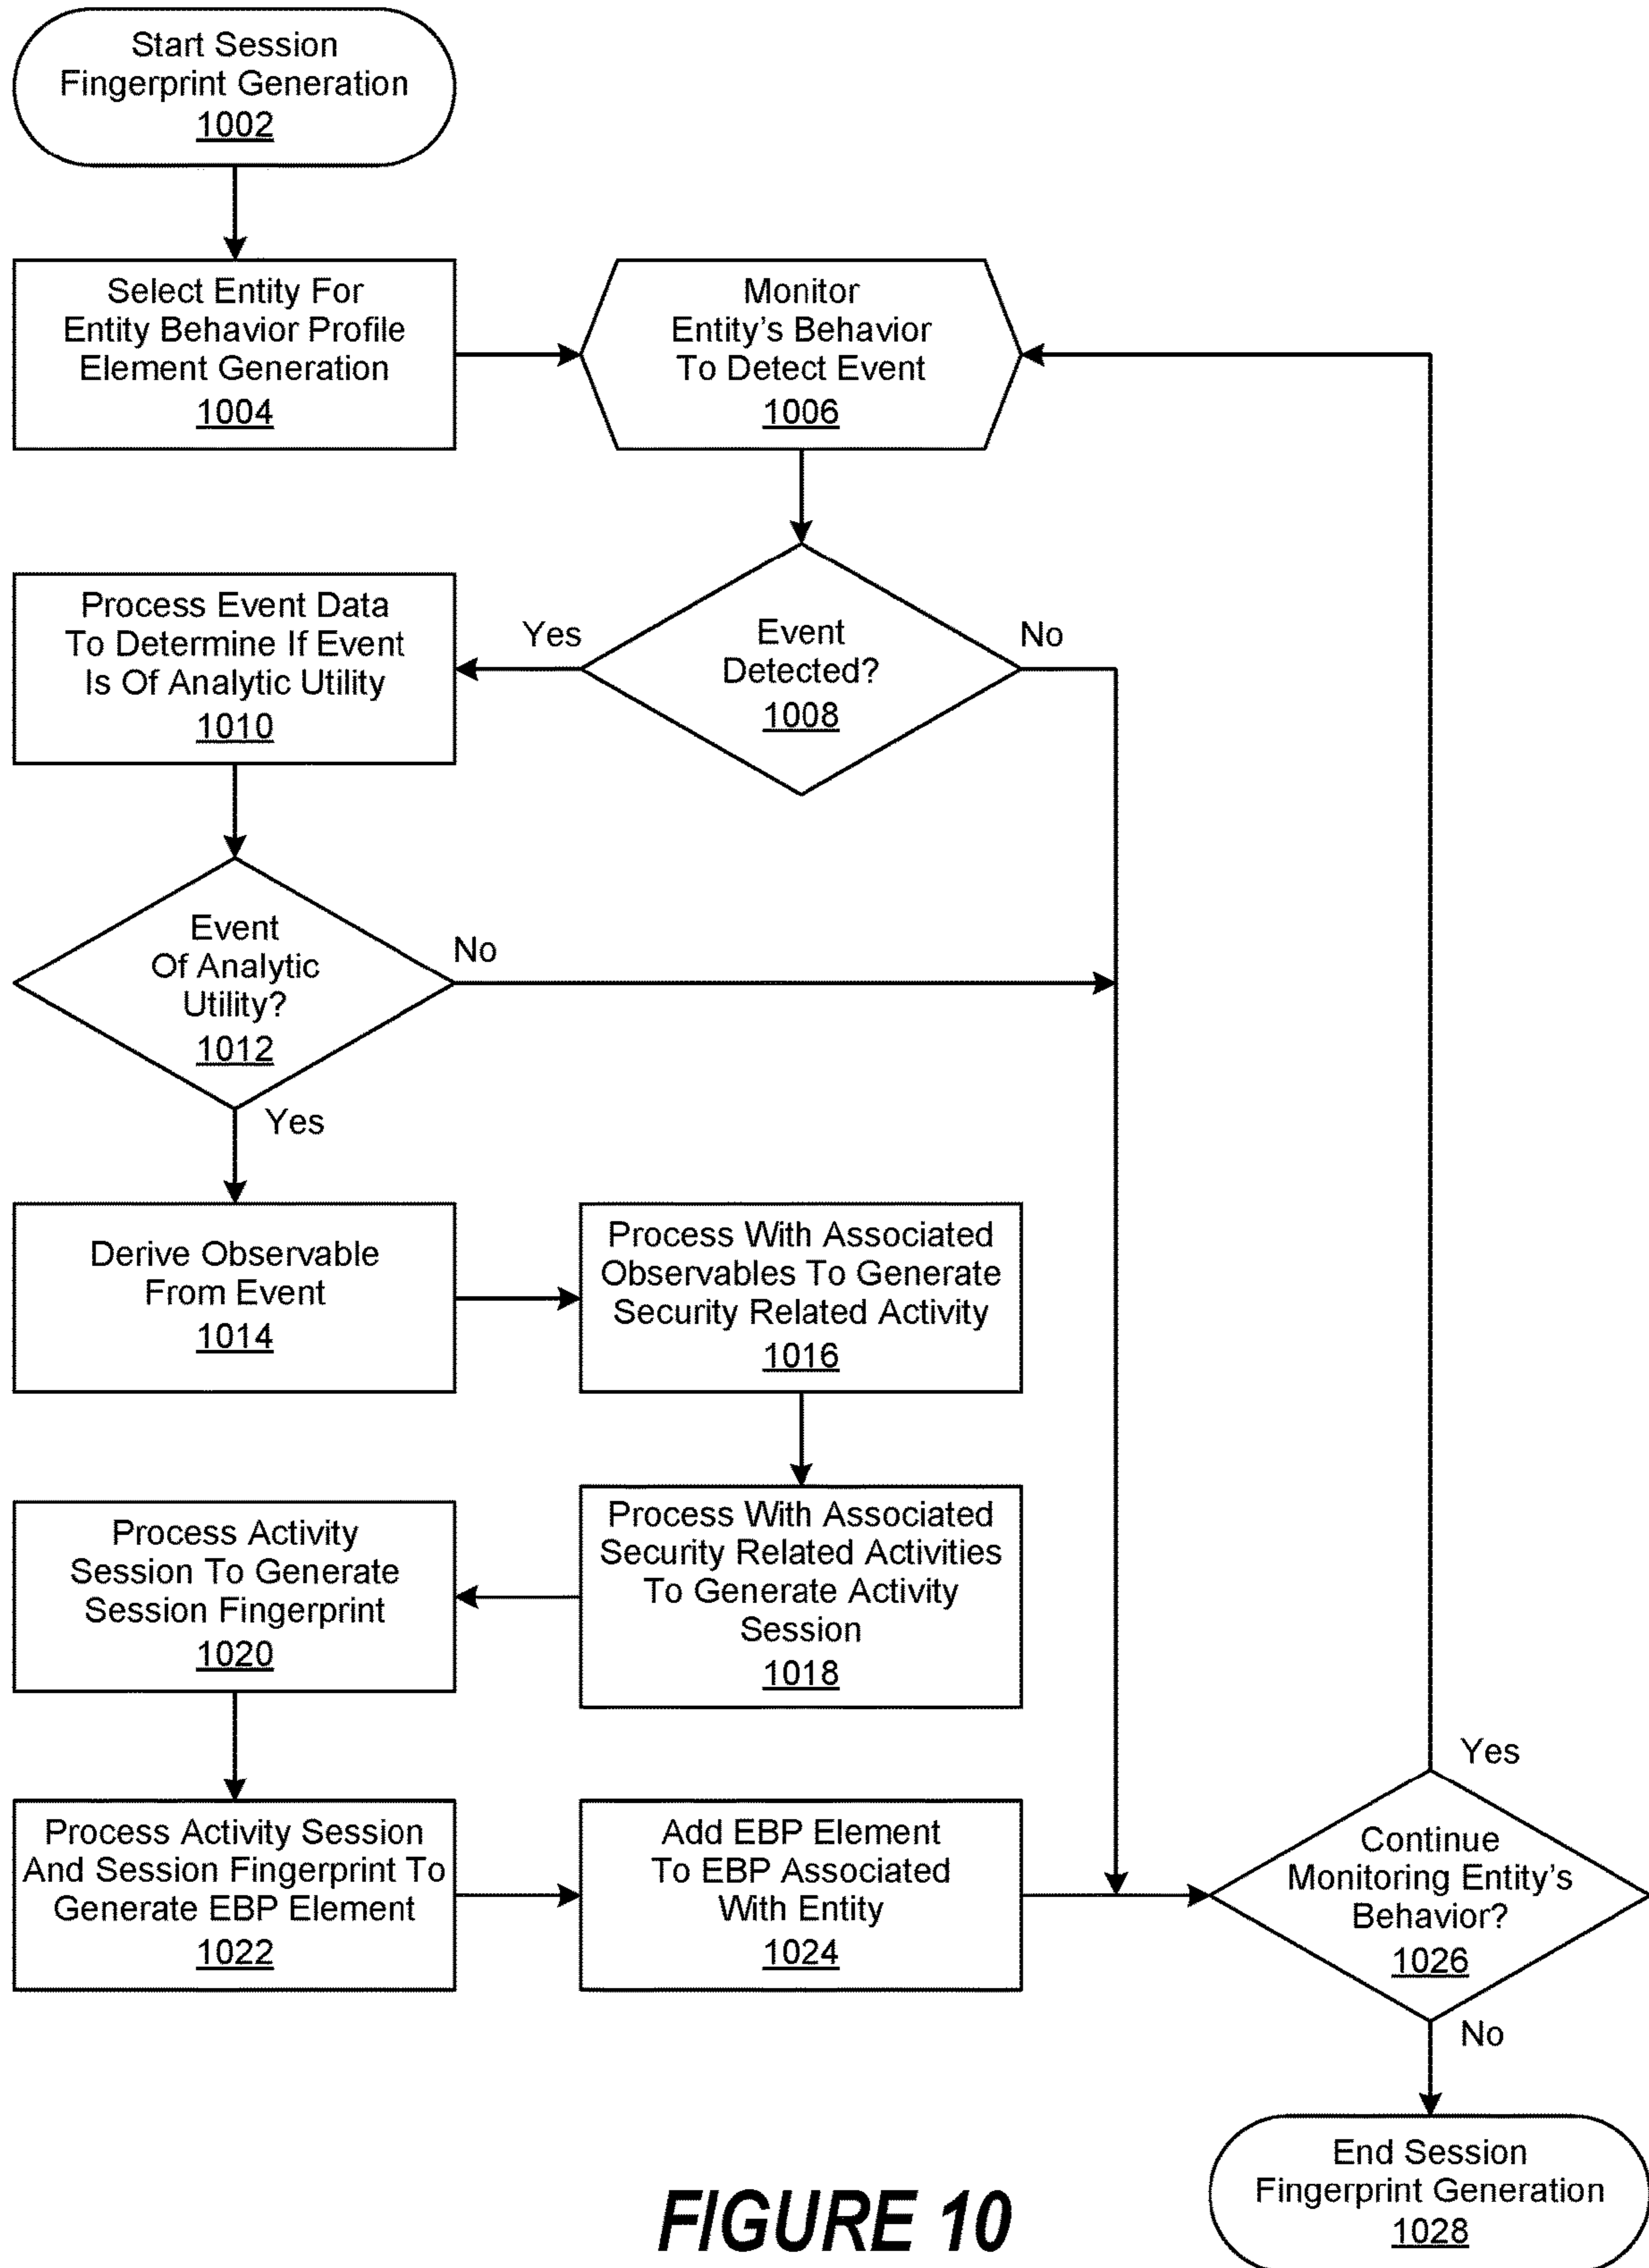 Start Session
Fingerprint Generation
1002
Select Entity For
Entity Behavior Profile
Element Generation
1004
Monitor
Entity's Behavior
To Detect Event
1006
Process Event Data
To Determine If Event
Is Of Analytic Utility
1010
Yes
Event
Detected?
1008
No
Event
Of Analytic
Utility?
1012
No
Yes
Derive Observable
From Event
1014
Process With Associated
Observables To Generate
Security Related Activity
1016
Process Activity
Session To Generate
Session Fingerprint
1020
Process With Associated
Security Related Activities
To Generate Activity
Session
1018
Process Activity Session
And Session Fingerprint To
Generate EBP Element
1022
Add EBP Element
To EBP Associated
With Entity
1024
Yes
Continue
Monitoring Entity's
Behavior?
1026
No
End Session
Fingerprint Generation
1028
FIGURE 10